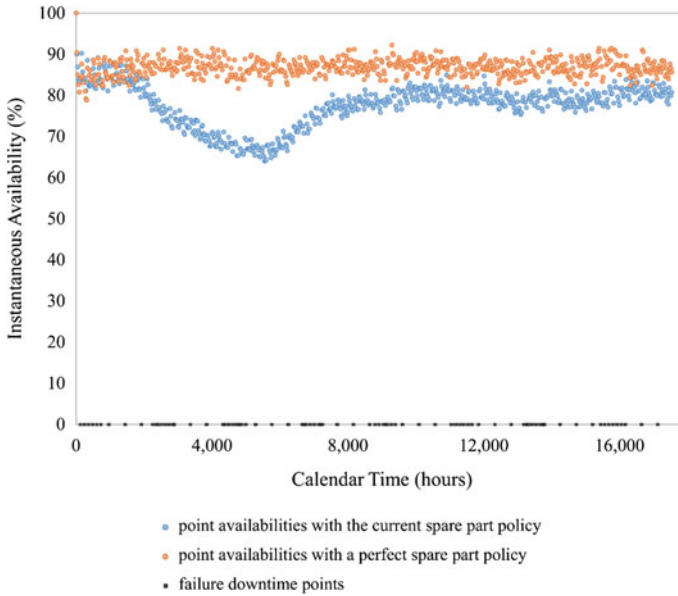 100
90
80
70
60
50
40
30
20
10
0
Instantaneous Availability (%)
0 4,000 8,000 12,000 16,000
Calendar Time (hours)
point availabilities with the current spare part policy
point availabilities with a perfect spare part policy
failure downtime points